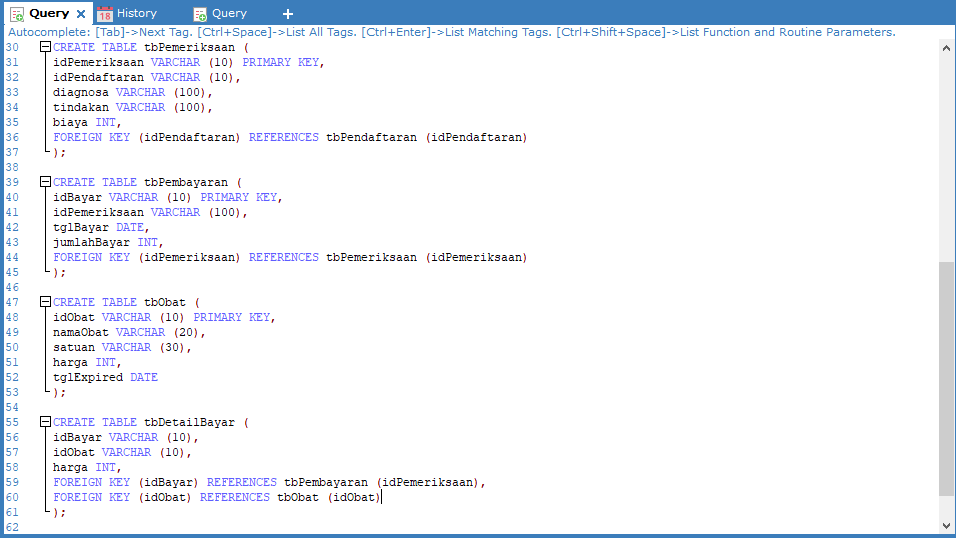 Query
18 History
Query
Autocomplete: [Tab]->Next Tag. [Ctrl+Space]->List All Tags. [Ctrl+Enter]->List Matching Tags. [Ctrl+Shift+Space]->List Function and Routine Parameters.
30 CREATE TABLE tbPemeriksaan (
31 idPemeriksaan VARCHAR (10) PRIMARY KEY,
32 idPendaftaran VARCHAR (10),
33 diagnosa VARCHAR (100),
34 tindakan VARCHAR (100),
35 biaya INT,
36 FOREIGN KEY (idPendaftaran) REFERENCES tbPendaftaran (idPendaftaran)
37 );
38
39 CREATE TABLE tbPembayaran (
40 idBayar VARCHAR (10) PRIMARY KEY,
41 idPemeriksaan VARCHAR (100),
42 tglBayar DATE,
43 jumlahBayar INT,
44 FOREIGN KEY (idPemeriksaan) REFERENCES tbPemeriksaan (idPemeriksaan)
45 );
46
47 CREATE TABLE tbObat (
48 idObat VARCHAR (10) PRIMARY KEY,
49 namaObat VARCHAR (20),
50 satuan VARCHAR (30),
51 harga INT,
52 tglExpired DATE
53 );
54
55 CREATE TABLE tbDetailBayar (
56 idBayar VARCHAR (10),
57 idObat VARCHAR (10),
58 harga INT,
59 FOREIGN KEY (idBayar) REFERENCES tbPembayaran (idPemeriksaan),
60 FOREIGN KEY (idObat) REFERENCES tbObat (idObat)
61 );
62